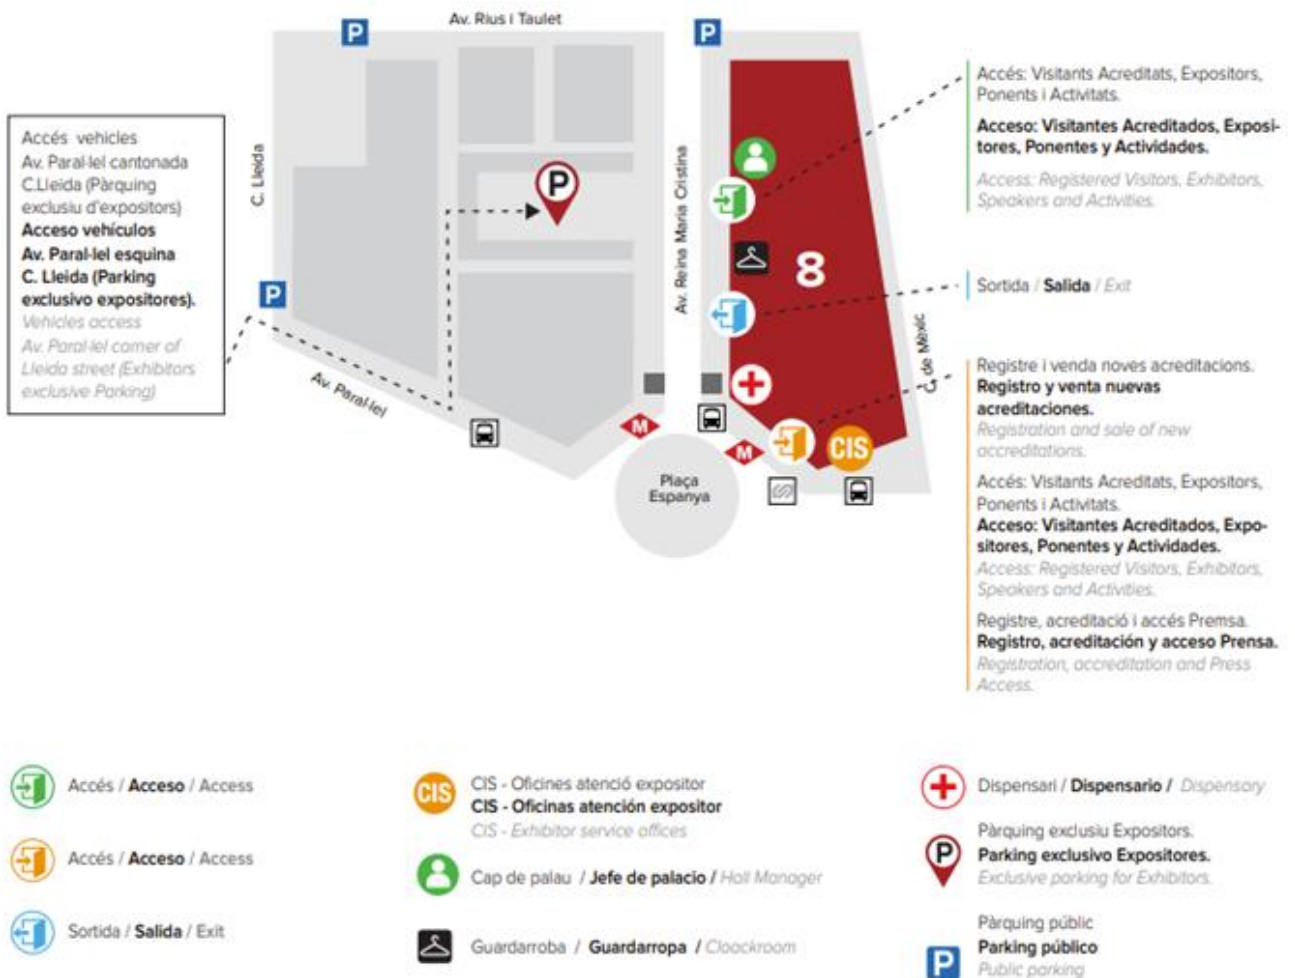 Av. Rius i Taulet
P
P
C. Lleida
Av. Reina Maria Cristina
C. de Mèxic
Av. Paral·lel
P
P
8
M
M
CIS
Plaça
Espanya
Accés vehicles
Av. Paral·lel cantonada
C.Lleida (Pàrquing
exclusiu d'expositors)
Acceso vehículos
Av. Paral·lel esquina
C. Lleida (Parking
exclusivo expositores).
Vehicles access
Av. Paral·lel corner of
Lleida street (Exhibitors
exclusive Parking)
Accés: Visitants Acreditats, Expositors,
Ponents i Activitats.
Acceso: Visitantes Acreditados, Exposi-
tores, Ponentes y Actividades.
Access: Registered Visitors, Exhibitors,
Speakers and Activities.
Sortida / Salida / Exit
Registre i venda noves acreditacions.
Registro y venta nuevas
acreditaciones.
Registration and sale of new
accreditations.
Accés: Visitants Acreditats, Expositors,
Ponents i Activitats.
Acceso: Visitantes Acreditados, Expo-
sitores, Ponentes y Actividades.
Access: Registered Visitors, Exhibitors,
Speakers and Activities.
Registre, acreditació i accés Premsa.
Registro, acreditación y acceso Prensa.
Registration, accreditation and Press
Access.
Accés / Acceso / Access
Accés / Acceso / Access
Sortida / Salida / Exit
CIS
CIS - Oficines atenció expositor
CIS - Oficinas atención expositor
CIS - Exhibitor service offices
Cap de palau / Jefe de palacio / Hall Manager
Guardarroba / Guardarropa / Cloackroom
Dispensari / Dispensario / Dispensary
P
Pàrquing exclusiu Expositors.
Parking exclusivo Expositores.
Exclusive parking for Exhibitors.
P
Pàrquing públic
Parking público
Public parking